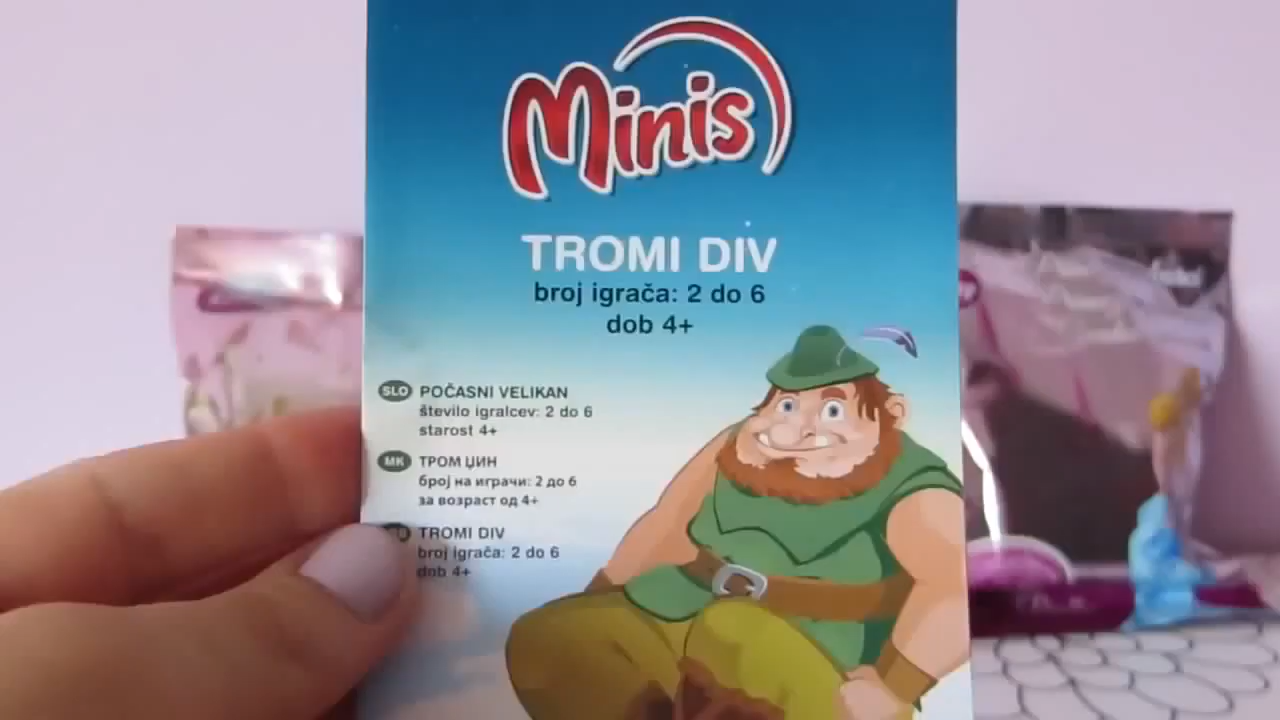 Minis
TROMI DIV
broj igrača: 2 do 6
dob 4+
SLO POČASNI VELIKAN
število igralcev: 2 do 6
starost 4+
MK ТРОМ ЏИН
број на играчи: 2 до 6
за возраст од 4+
TROMI DIV
broj igrača: 2 do 6
dob 4+